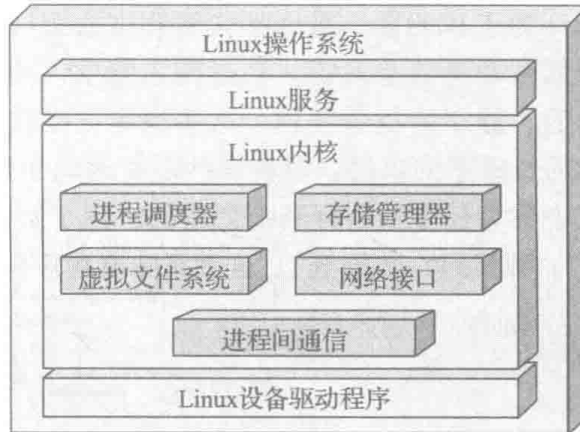 Linux操作系统
Linux服务
Linux内核
进程调度器
存储管理器
虚拟文件系统
网络接口
进程间通信
Linux设备驱动程序